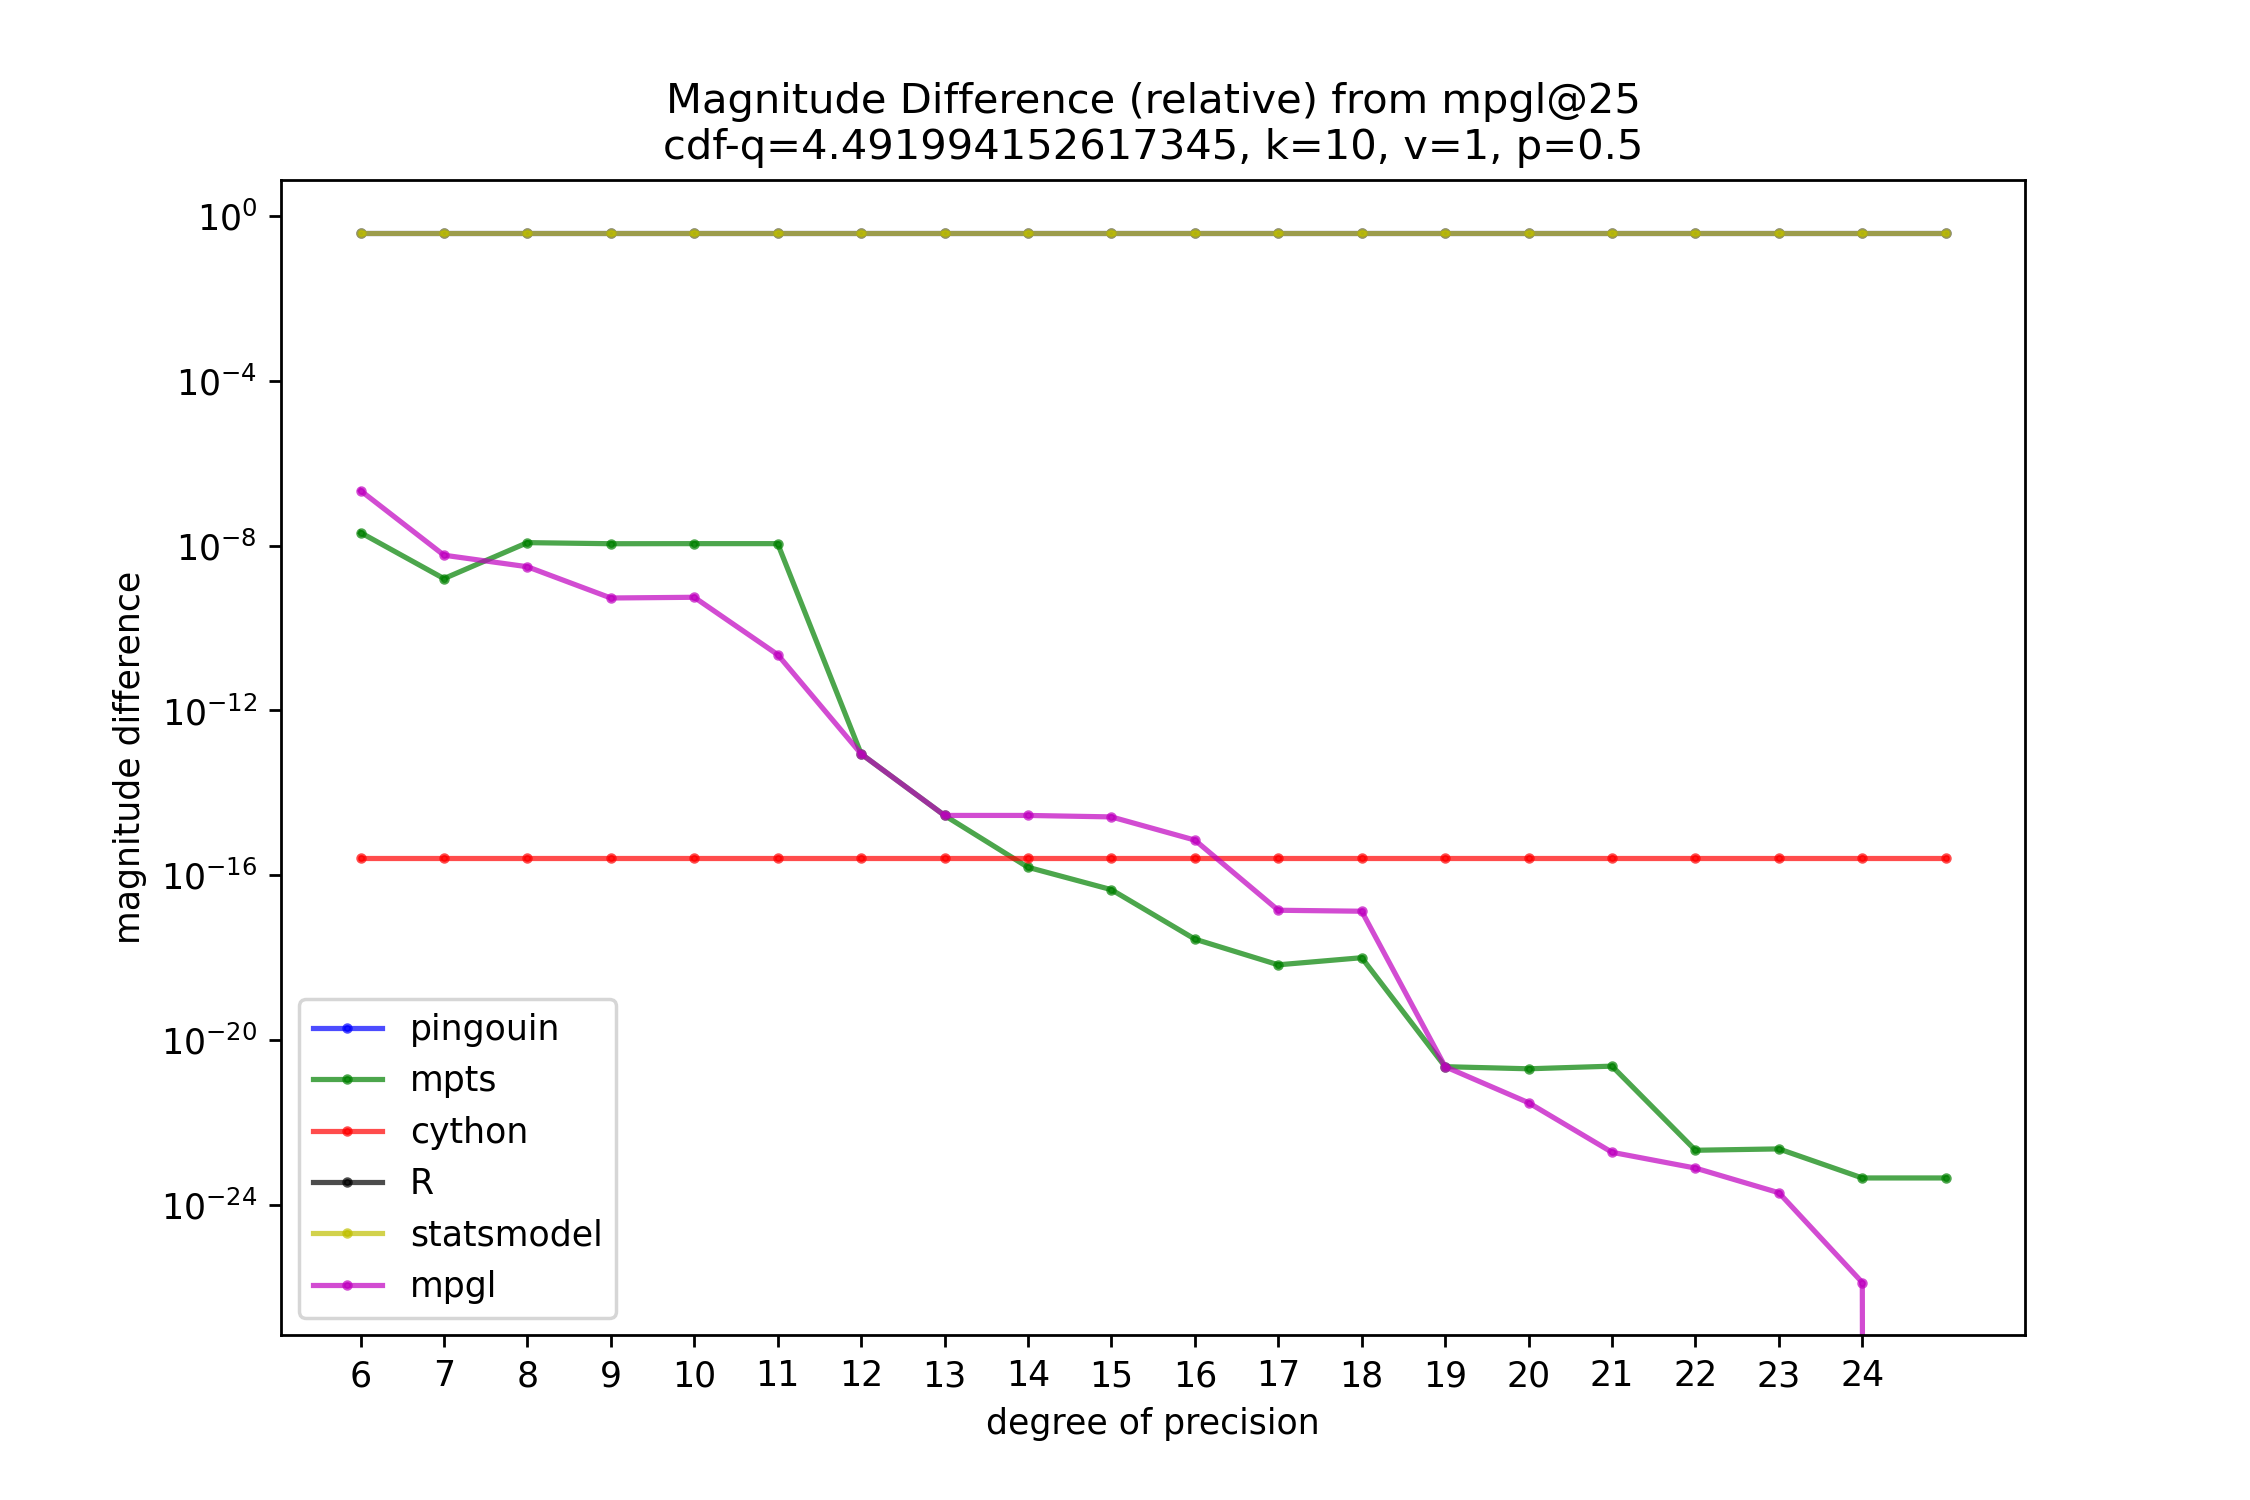 Magnitude Difference (relative) from mpgl@25
cdf-q=4.491994152617345, k=10, v=1, p=0.5
10^0
10^-4
10^-8
10^-12
10^-16
10^-20
10^-24
magnitude difference
pingouin
mpts
cython
R
statsmodel
mpgl
6 7 8 9 10 11 12 13 14 15 16 17 18 19 20 21 22 23 24
degree of precision